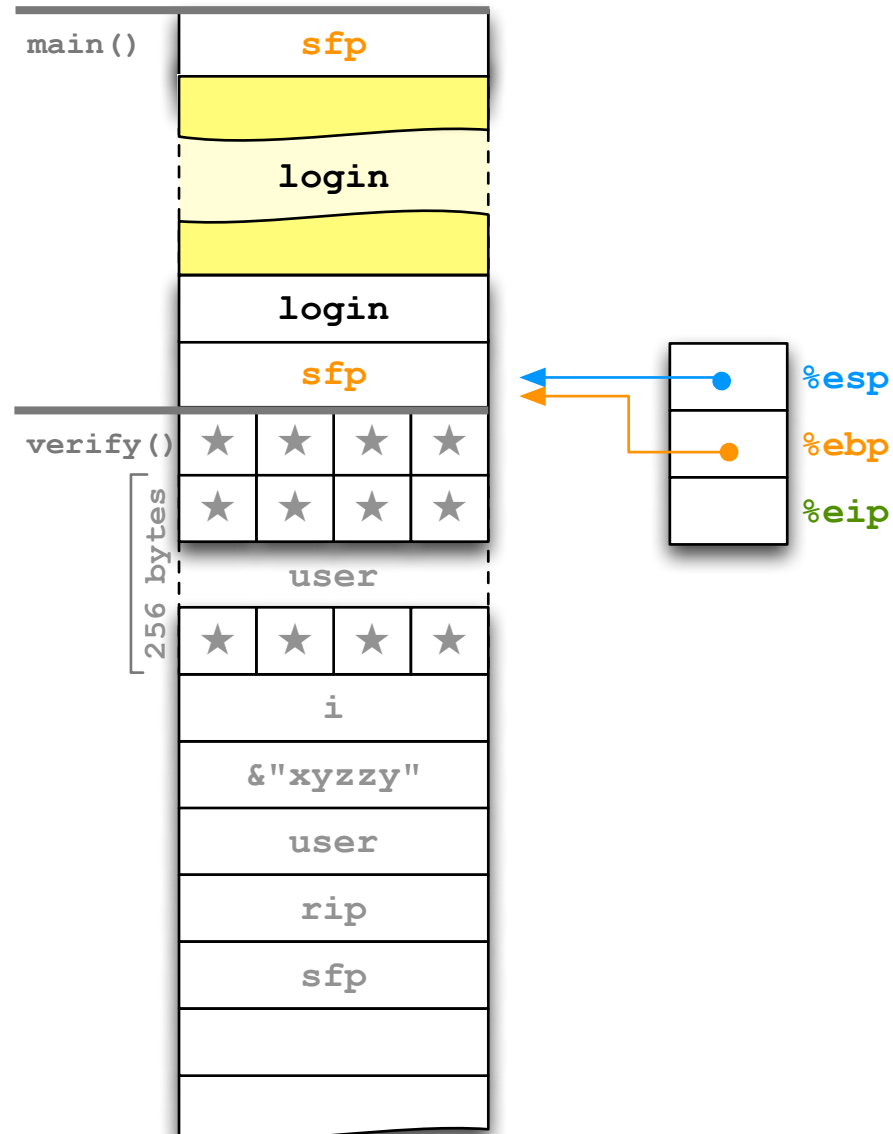 main()
sfp
login
login
sfp
%esp
verify()
%ebp
%eip
256 bytes
user
i
&"xyzzy"
user
rip
sfp